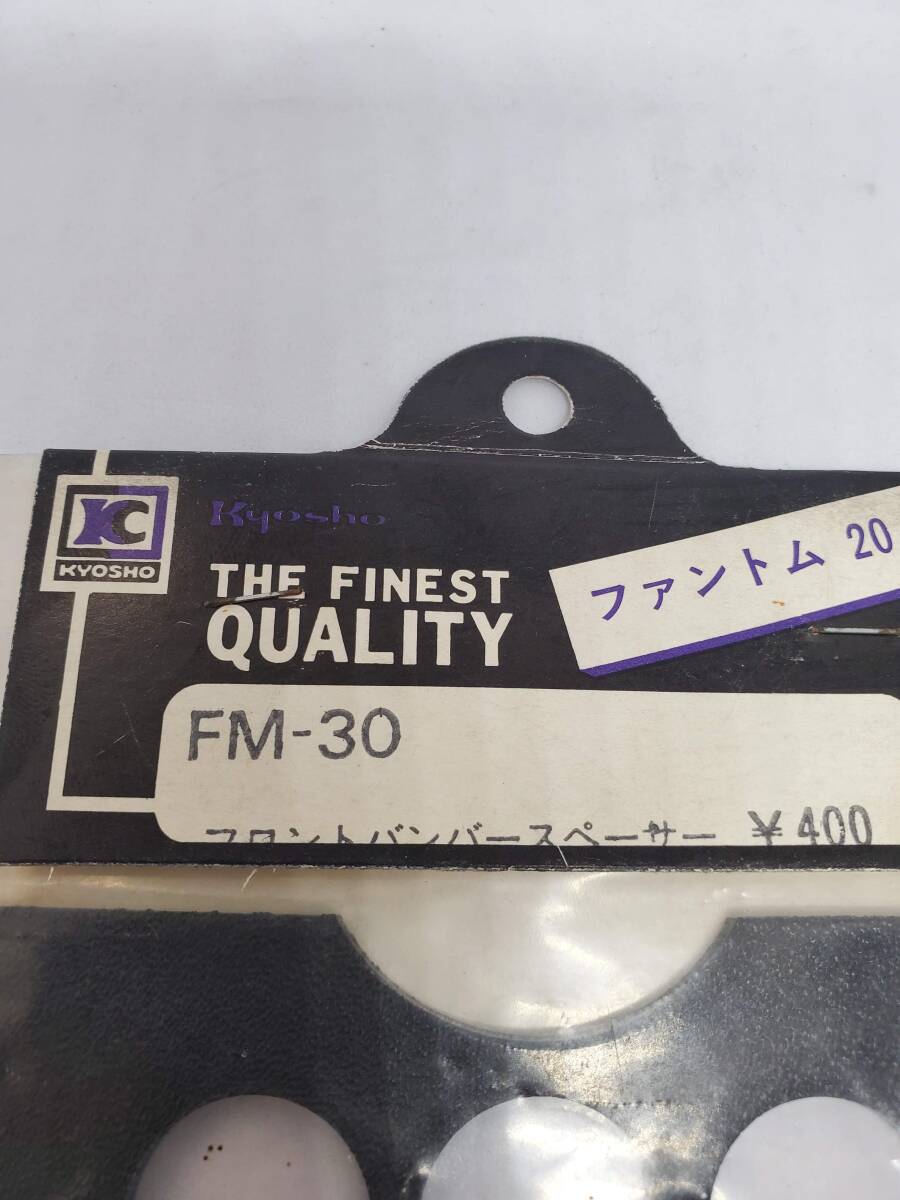 KC
KYOSHO
Kyosho
THE FINEST
QUALITY
ファントム 20
FM-30
フロントバンパースペーサー ¥400